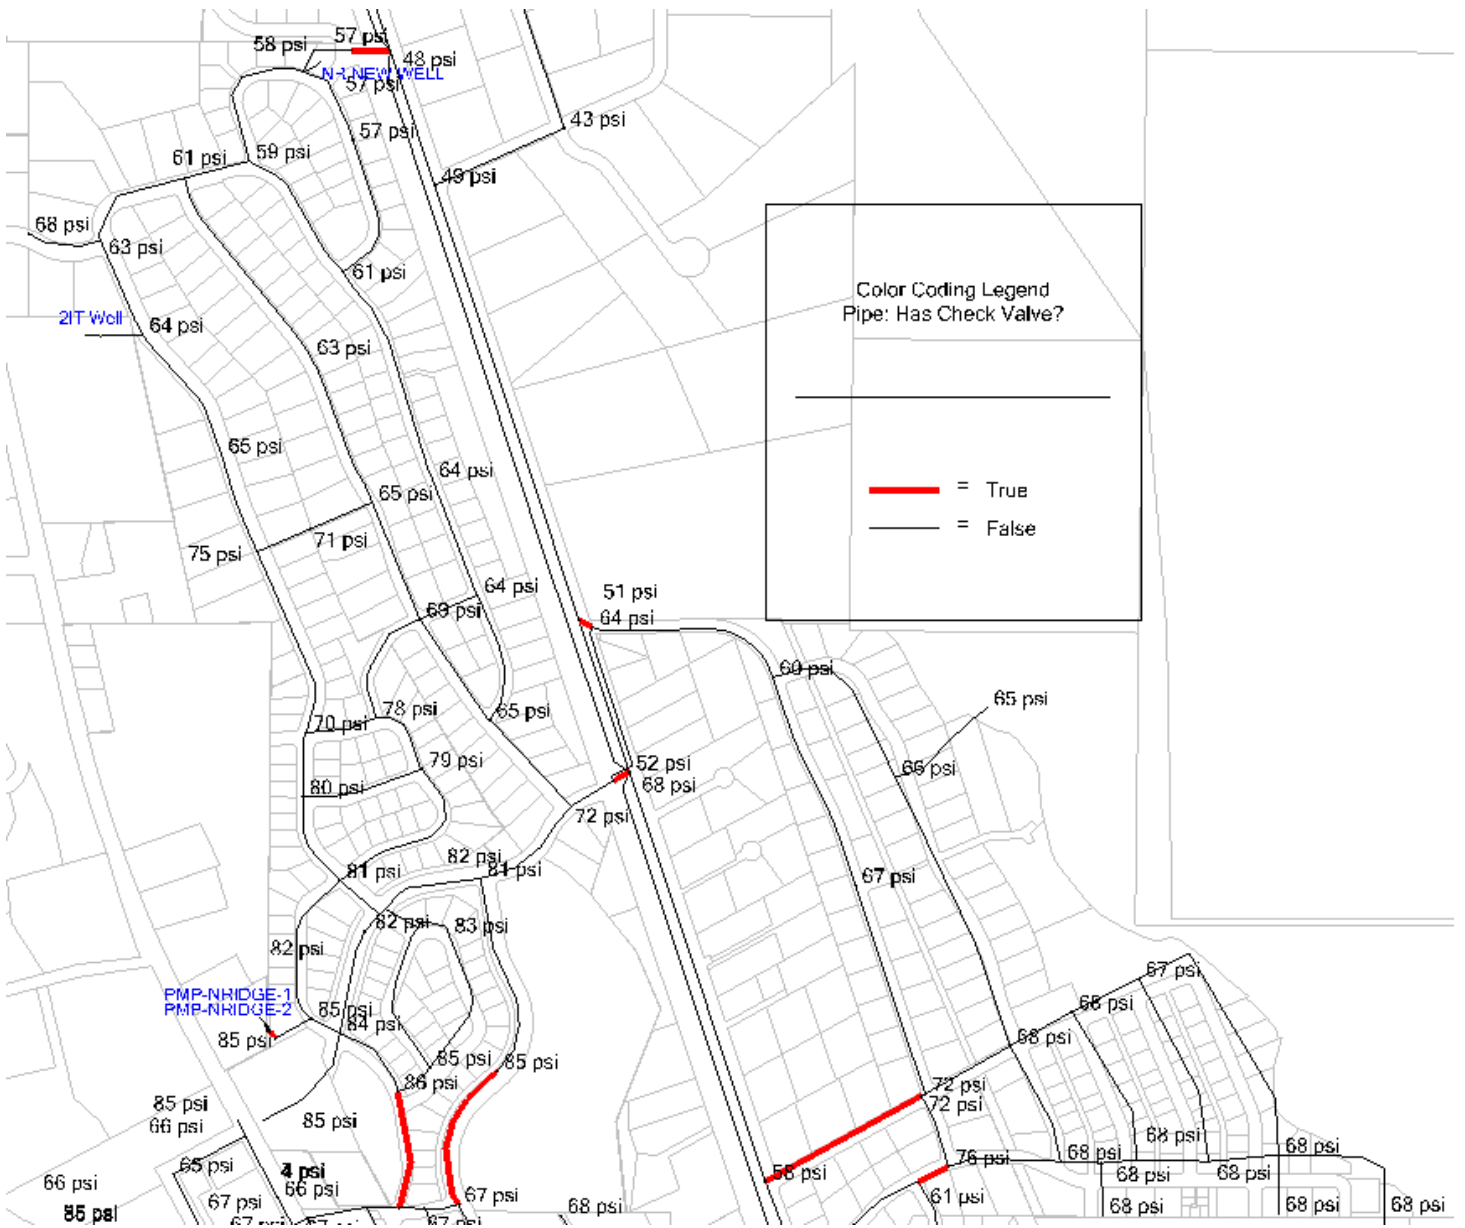 57 psi
58 psi
48 psi
NR NEW WELL
57 psi
43 psi
57 psi
59 psi
61 psi
49 psi
68 psi
63 psi
61 psi
Color Coding Legend
Pipe: Has Check Valve?
2IT Well
64 psi
63 psi
65 psi
64 psi
65 psi
= True
= False
71 psi
75 psi
64 psi
51 psi
69 psi
64 psi
60 psi
65 psi
78 psi
65 psi
70 psi
79 psi
52 psi
66 psi
80 psi
68 psi
72 psi
82 psi
81 psi
81 psi
67 psi
82 psi
83 psi
82 psi
67 psi
PMP-NRIDGE-1
PMP-NRIDGE-2
85 psi
84 psi
68 psi
85 psi
68 psi
85 psi
85 psi
86 psi
72 psi
72 psi
85 psi
66 psi
85 psi
68 psi
68 psi
65 psi
4 psi
58 psi
76 psi
68 psi
68 psi
68 psi
66 psi
66 psi
67 psi
67 psi
61 psi
68 psi
68 psi
68 psi
68 psi
67 psi
67 psi